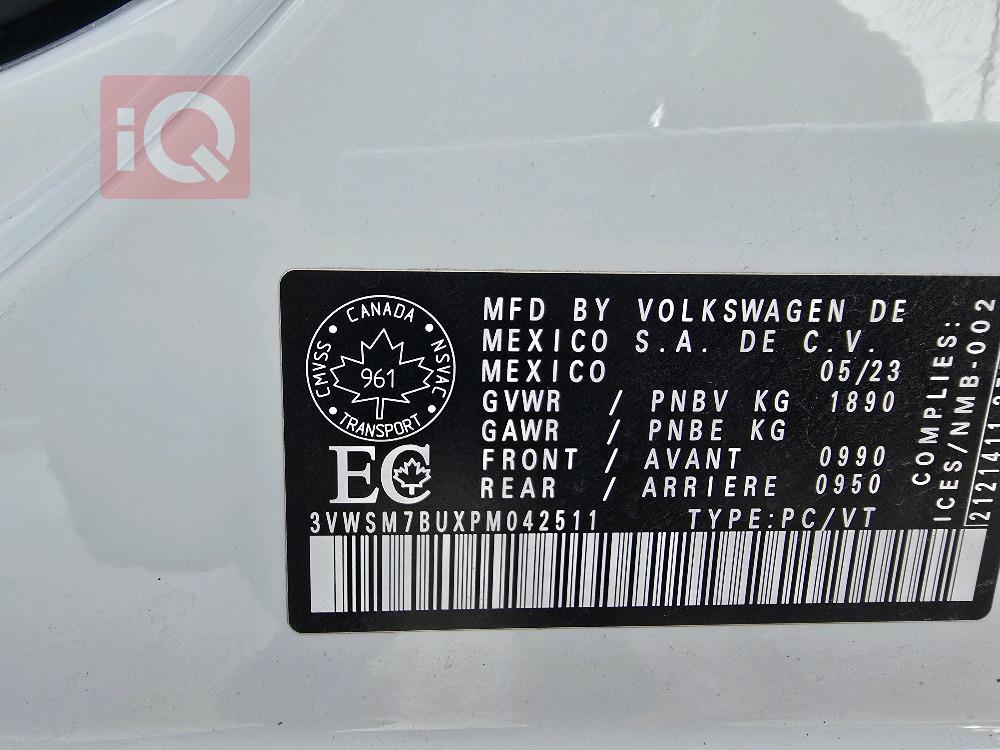 iQ
CANADA
CMVSS
NSVAC
961
TRANSPORT
EC
MFD BY VOLKSWAGEN DE
MEXICO S.A. DE C.V.
MEXICO 05/23
GVWR / PNBV KG 1890
GAWR / PNBE KG
FRONT / AVANT 0990
REAR / ARRIERE 0950
3VWSM7BUXPM042511 TYPE:PC/VT
COMPLIES:
ICES/NMB-002
2121411